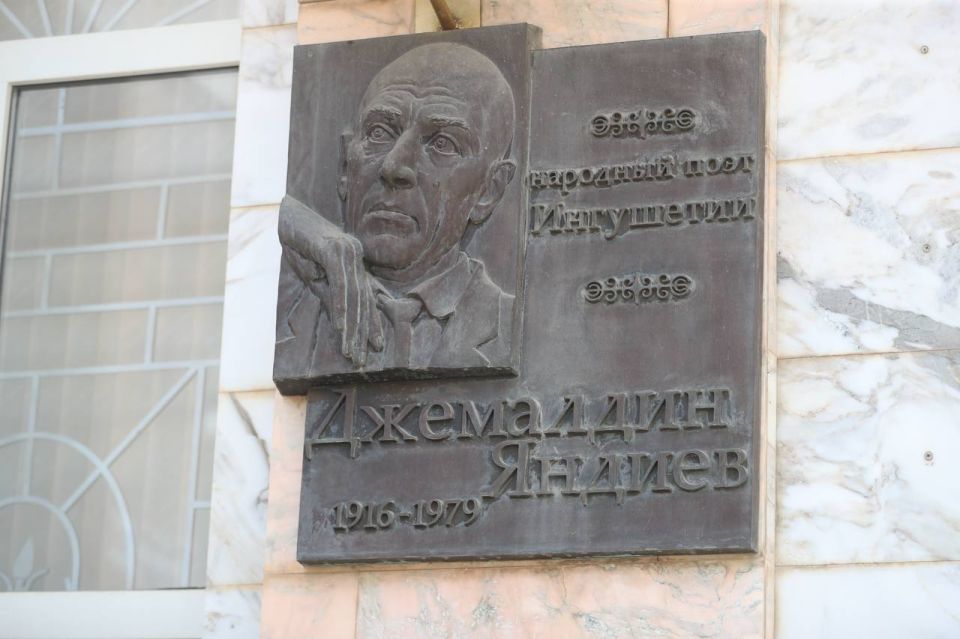 народный поэт
Ингушетии
Джемалдин
Яндиев
1916-1979